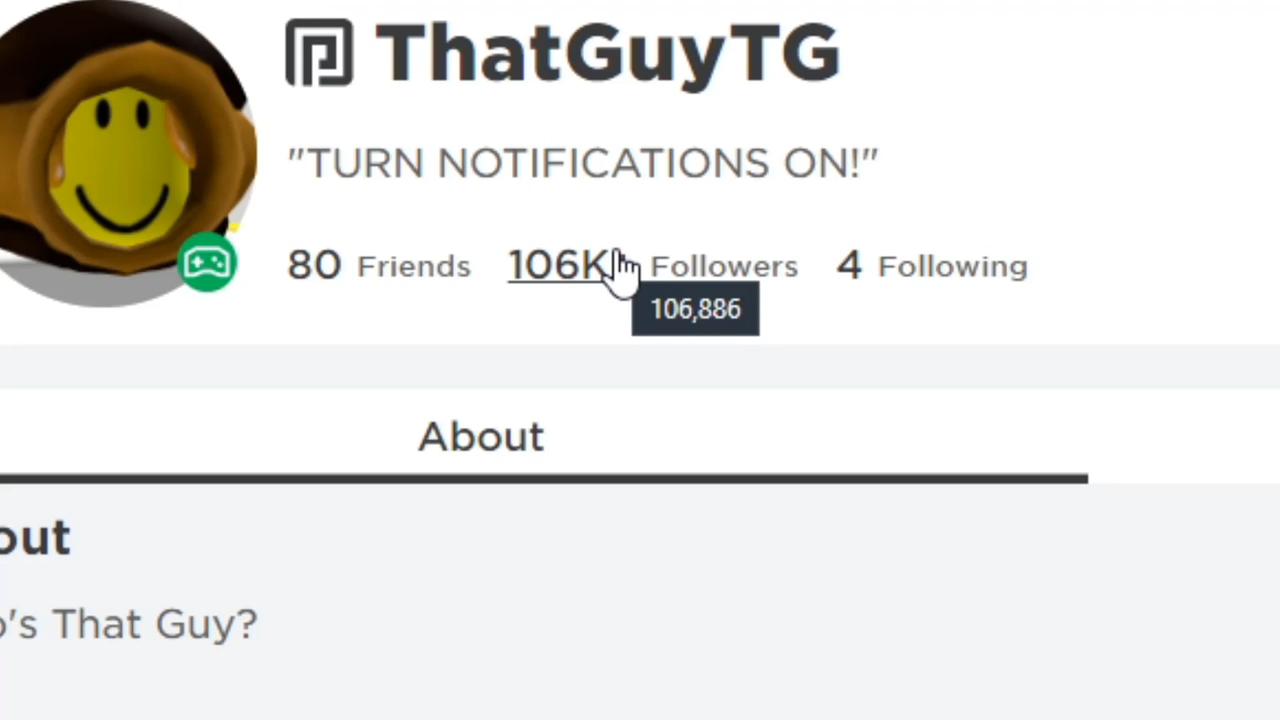 ThatGuyTG
"TURN NOTIFICATIONS ON!"
80 Friends 106K Followers 4 Following
106,886
About
out
o's That Guy?